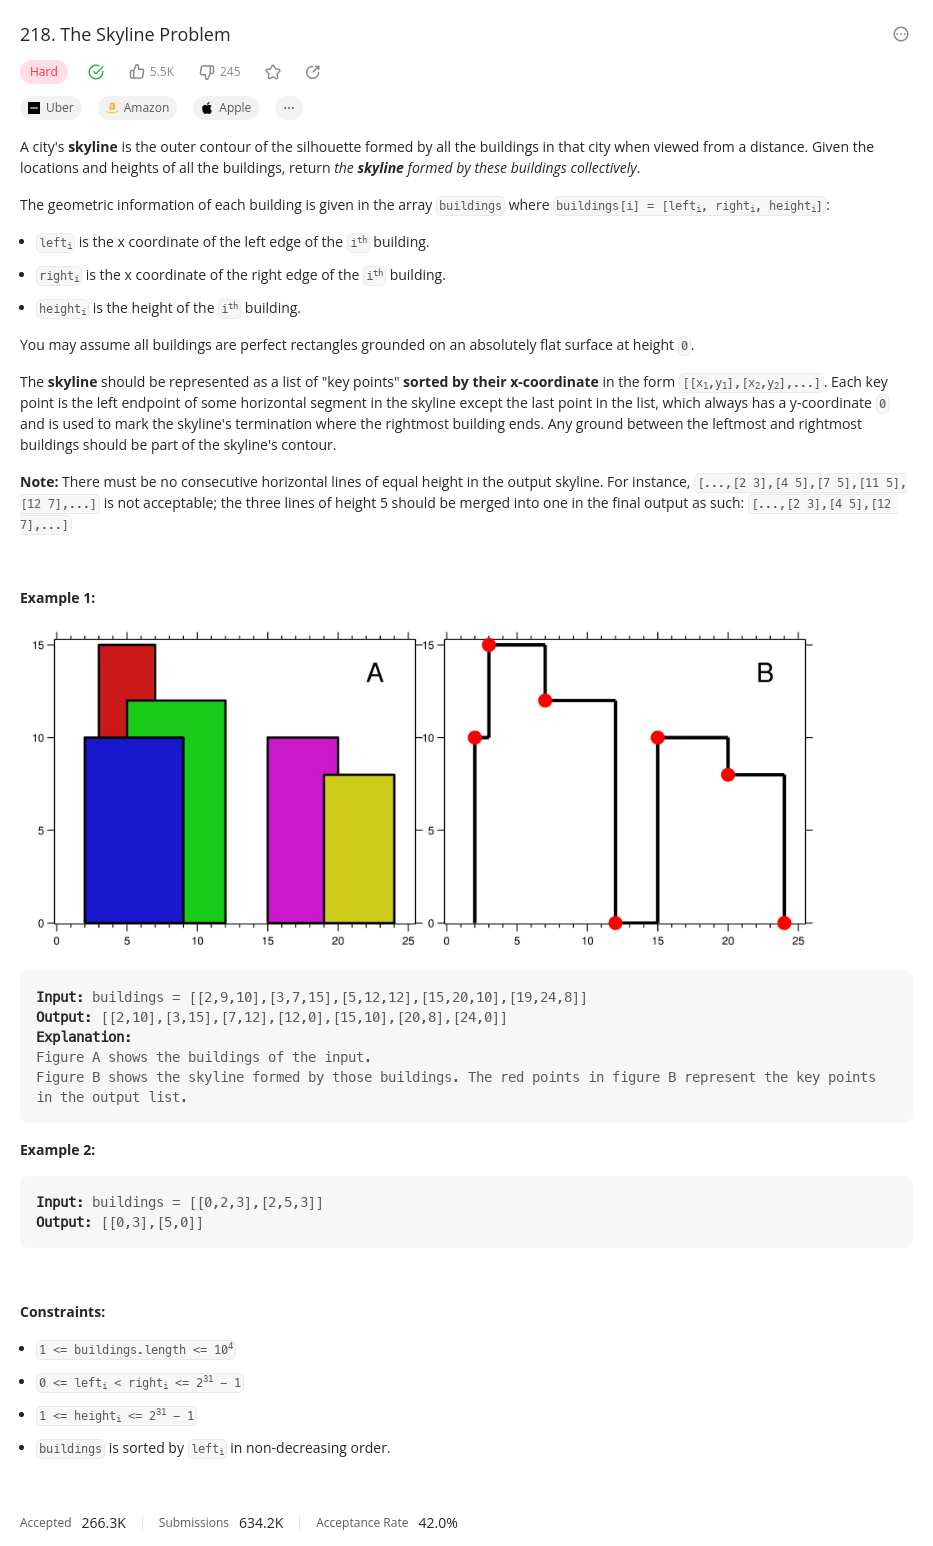 218. The Skyline Problem
Hard 5.5K 245
Uber Amazon Apple ...
A city's skyline is the outer contour of the silhouette formed by all the buildings in that city when viewed from a distance. Given the
locations and heights of all the buildings, return the skyline formed by these buildings collectively.
The geometric information of each building is given in the array buildings where buildings[i] = [lefti, righti, heighti] :
• lefti is the x coordinate of the left edge of the ith building.
• righti is the x coordinate of the right edge of the ith building.
• heighti is the height of the ith building.
You may assume all buildings are perfect rectangles grounded on an absolutely flat surface at height 0.
The skyline should be represented as a list of "key points" sorted by their x-coordinate in the form [[x1,y1],[x2,y2],...]. Each key
point is the left endpoint of some horizontal segment in the skyline except the last point in the list, which always has a y-coordinate 0
and is used to mark the skyline's termination where the rightmost building ends. Any ground between the leftmost and rightmost
buildings should be part of the skyline's contour.
Note: There must be no consecutive horizontal lines of equal height in the output skyline. For instance, [...,[2 3],[4 5],[7 5],[11 5],
[12 7],...] is not acceptable; the three lines of height 5 should be merged into one in the final output as such: [...,[2 3],[4 5],[12
7],...]
Example 1:
15
10
5
0
A
0 5 10 15 20 25
15
10
5
0
B
0 5 10 15 20 25
Input: buildings = [[2,9,10],[3,7,15],[5,12,12],[15,20,10],[19,24,8]]
Output: [[2,10],[3,15],[7,12],[12,0],[15,10],[20,8],[24,0]]
Explanation:
Figure A shows the buildings of the input.
Figure B shows the skyline formed by those buildings. The red points in figure B represent the key points
in the output list.
Example 2:
Input: buildings = [[0,2,3],[2,5,3]]
Output: [[0,3],[5,0]]
Constraints:
• 1 <= buildings.length <= 10^4
• 0 <= lefti < righti <= 2^31 - 1
• 1 <= heighti <= 2^31 - 1
• buildings is sorted by lefti in non-decreasing order.
Accepted 266.3K Submissions 634.2K Acceptance Rate 42.0%